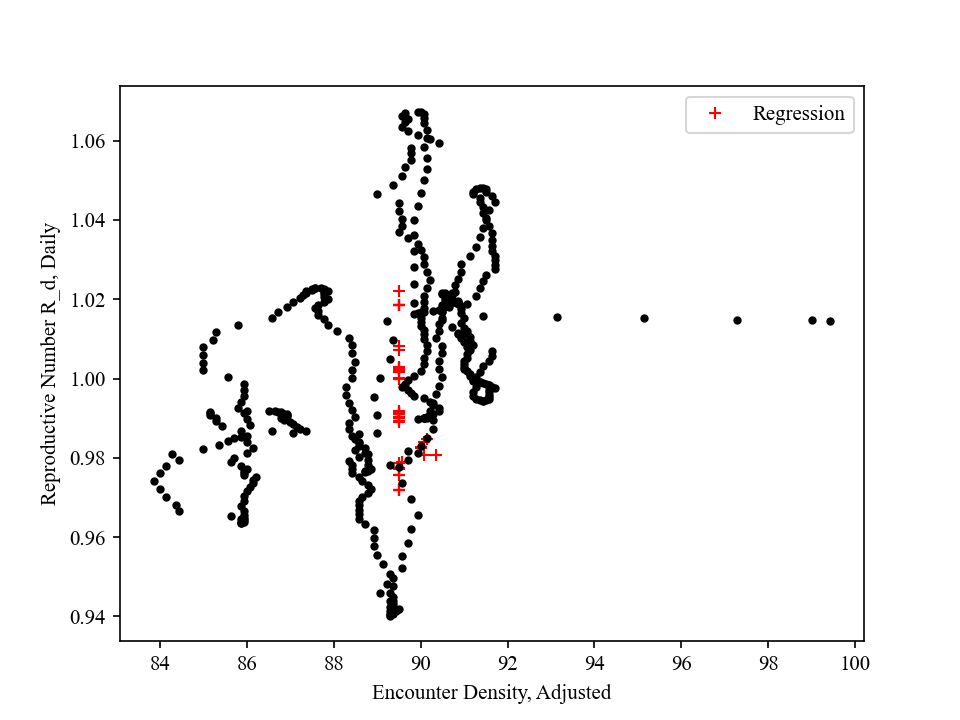 Regression
1.06
1.04
1.02
1.00
0.98
0.96
0.94
Reproductive Number R_d, Daily
84 86 88 90 92 94 96 98 100
Encounter Density, Adjusted